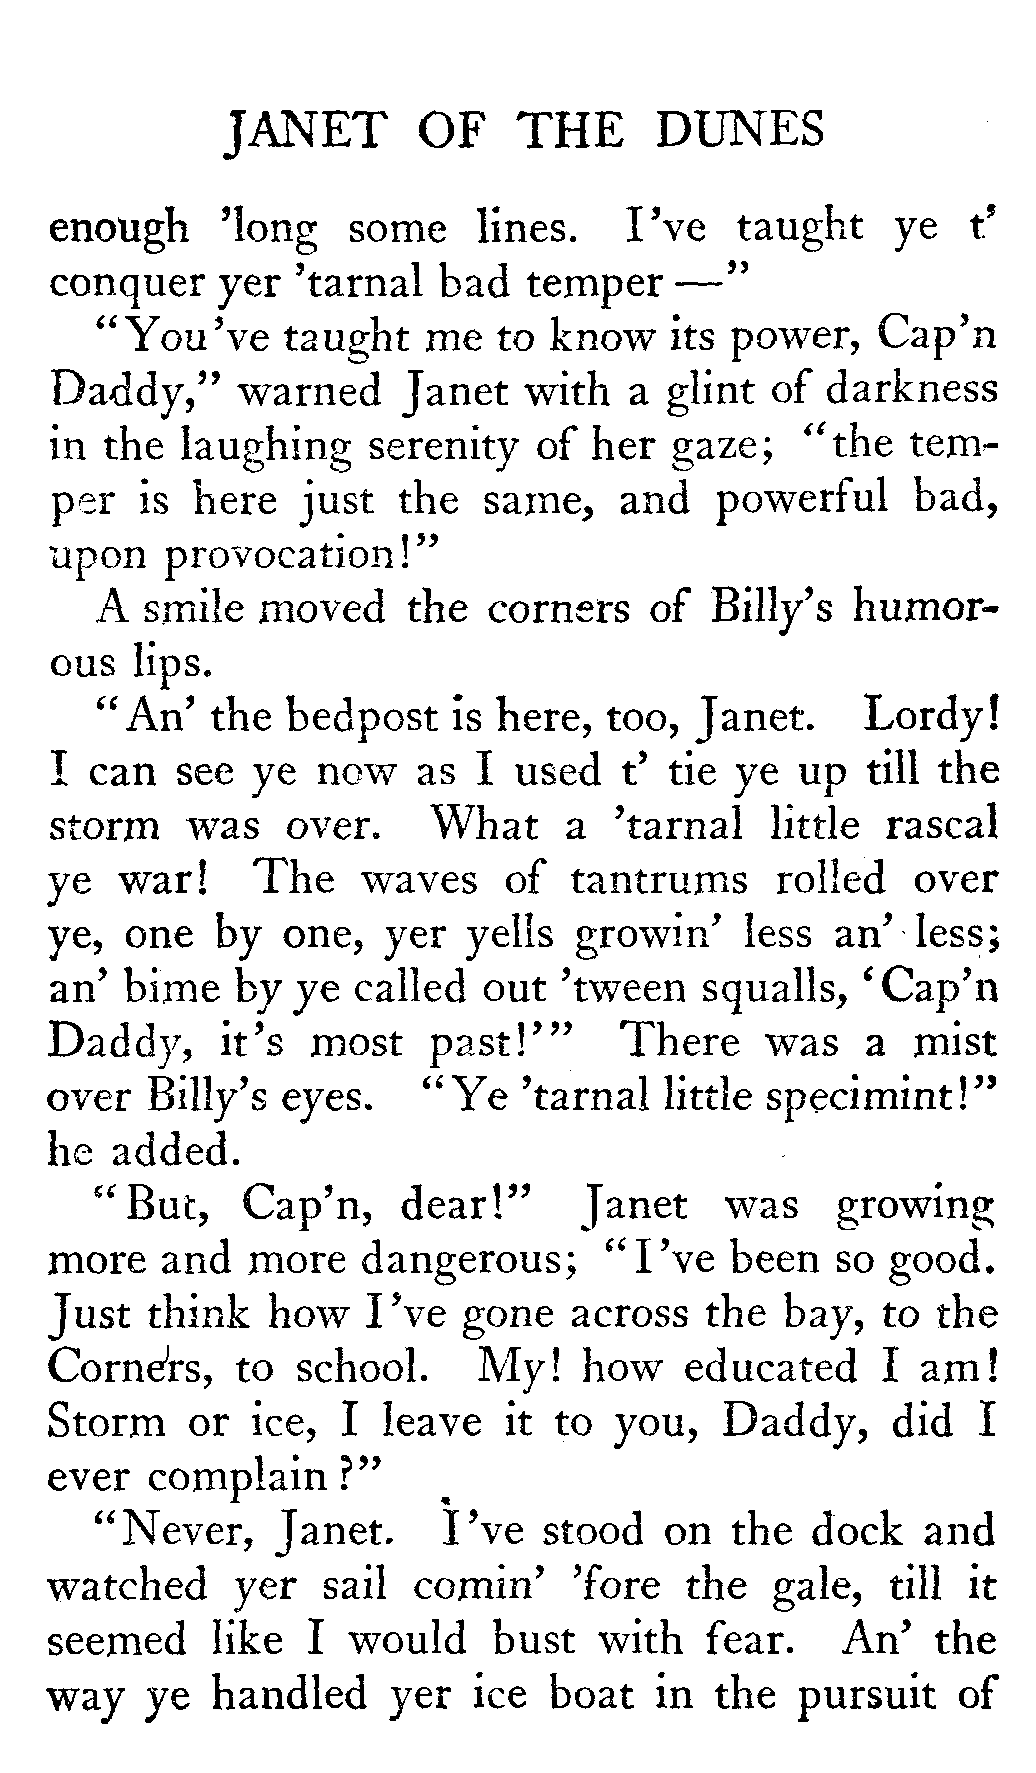 JANET OF THE DUNES
enough ’long some lines. I’ve taught ye t’
conquer yer ’tarnal bad temper —”
“You’ve taught me to know its power, Cap’n
Daddy,” warned Janet with a glint of darkness
in the laughing serenity of her gaze; “the tem-
per is here just the same, and powerful bad,
upon provocation!”
A smile moved the corners of Billy’s humor-
ous lips.
“An’ the bedpost is here, too, Janet. Lordy!
I can see ye now as I used t’ tie ye up till the
storm was over. What a ’tarnal little rascal
ye war! The waves of tantrums rolled over
ye, one by one, yer yells growin’ less an’ less;
an’ bime by ye called out ’tween squalls, ‘Cap’n
Daddy, it’s most past!’” There was a mist
over Billy’s eyes. “Ye ’tarnal little specimint!”
he added.
“But, Cap’n, dear!” Janet was growing
more and more dangerous; “I’ve been so good.
Just think how I’ve gone across the bay, to the
Corners, to school. My! how educated I am!
Storm or ice, I leave it to you, Daddy, did I
ever complain?”
“Never, Janet. I’ve stood on the dock and
watched yer sail comin’ ’fore the gale, till it
seemed like I would bust with fear. An’ the
way ye handled yer ice boat in the pursuit of